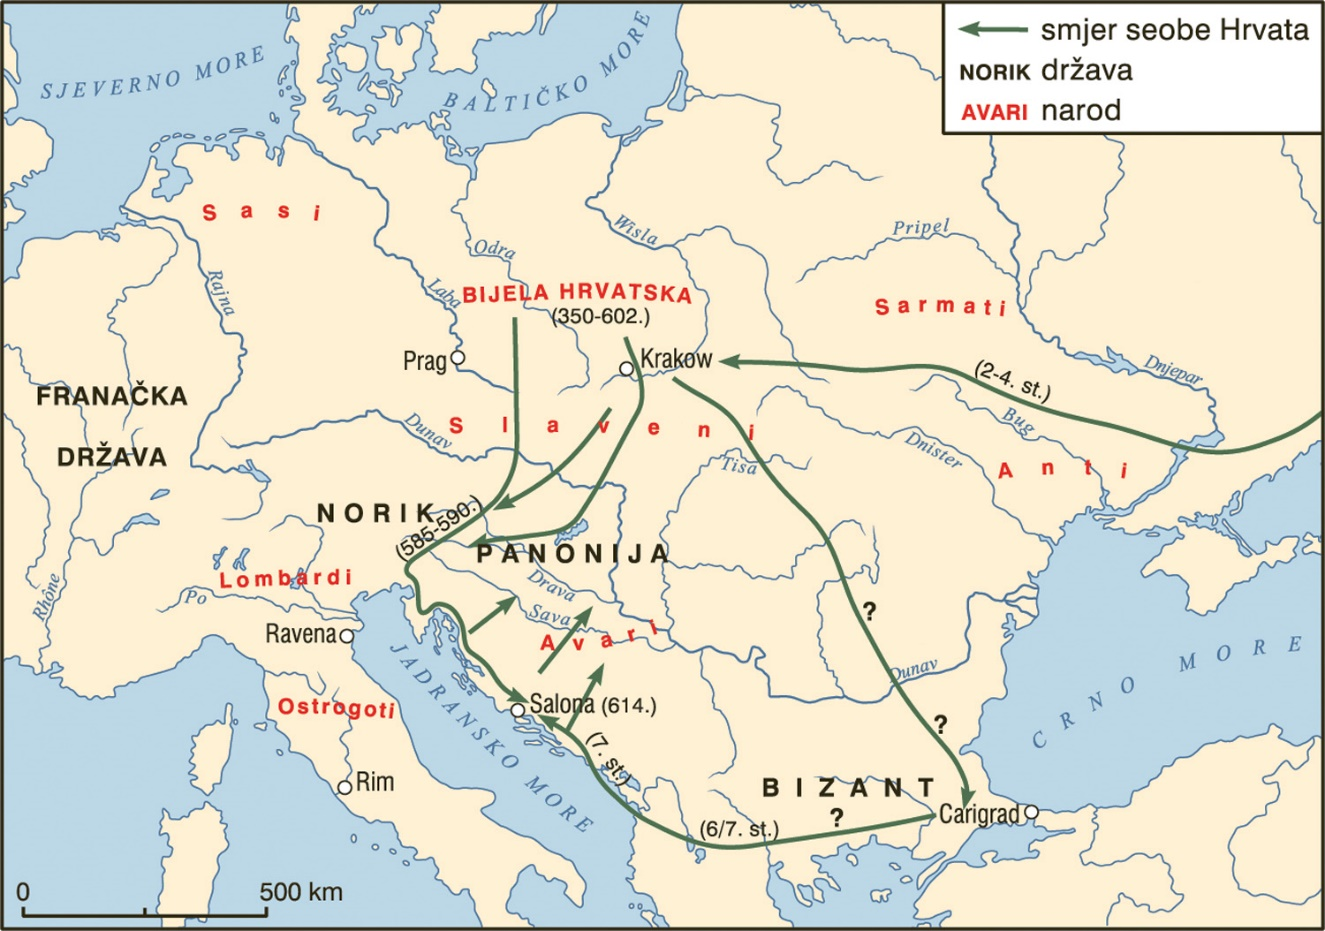 smjer seobe Hrvata
NORIK država
AVARI narod
SJEVERNO MORE
BALTIČKO MORE
Sasi
Wisla
Pripel
Odra
Rajna
Laba
BIJELA HRVATSKA
(350-602.)
Sarmati
Prag
Krakow
Dnjepar
(2-4. st.)
FRANAČKA
DRŽAVA
Dunav
Slaveni
Bug
Dnister
Tisa
Anti
NORIK
(585-590.)
PANONIJA
Lombardi
Drava
Rhône
Po
Sava
?
Ravena
Avari
Dunav
CRNO MORE
JADRANSKO MORE
Ostrogoti
Salona (614.)
?
(7. st.)
Rim
BIZANT
?
Carigrad
(6/7. st.)
0 500 km